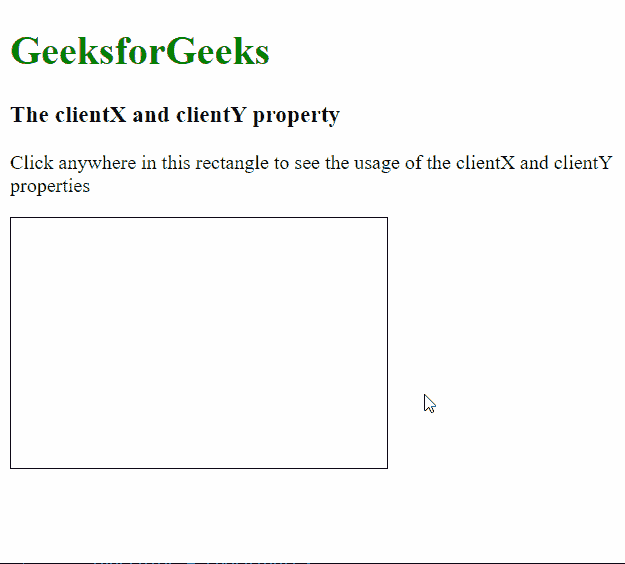 GeeksforGeeks
The clientX and clientY property
Click anywhere in this rectangle to see the usage of the clientX and clientY
properties